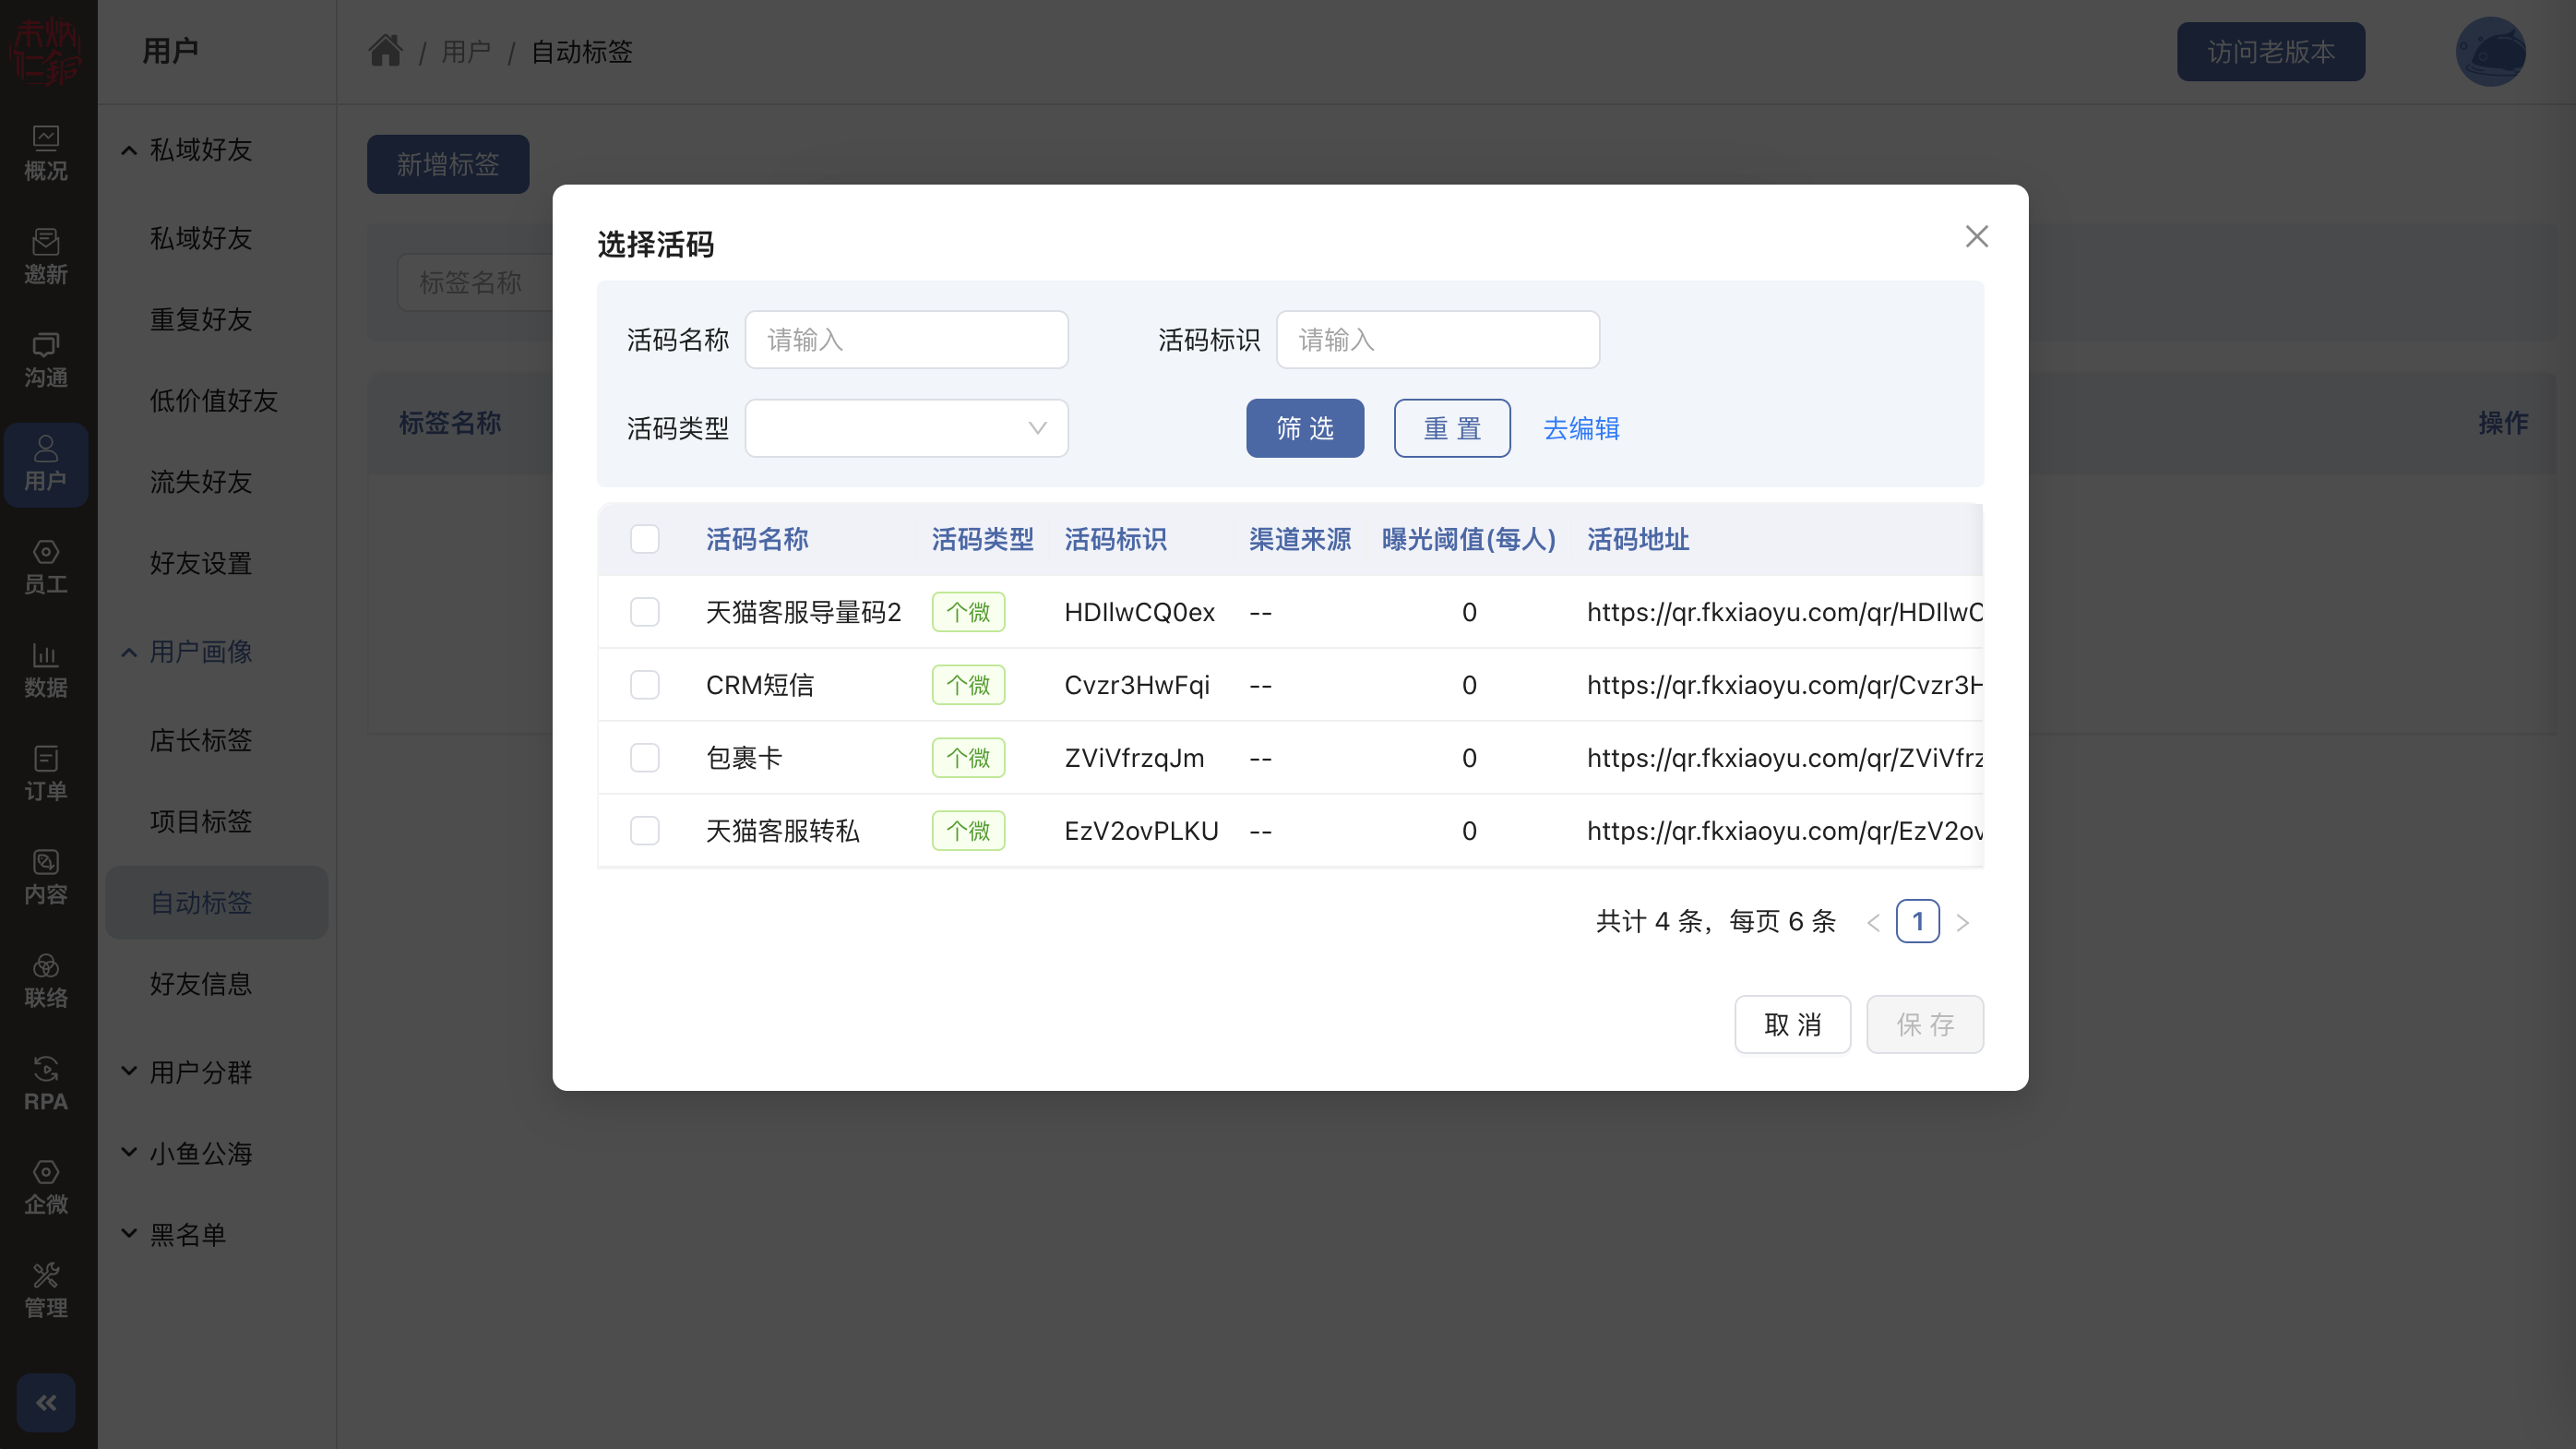 用户
/ 用户 / 自动标签
访问老版本
概况
邀新
沟通
用户
员工
数据
订单
内容
联络
RPA
企微
管理
私域好友
私域好友
重复好友
低价值好友
流失好友
好友设置
用户画像
店长标签
项目标签
自动标签
好友信息
用户分群
小鱼公海
黑名单
新增标签
标签名称
标签名称
操作
选择活码
活码名称 请输入 活码标识 请输入
活码类型 筛选 重置 去编辑
活码名称 活码类型 活码标识 渠道来源 曝光阈值(每人) 活码地址
天猫客服导量码2 个微 HDIlwCQ0ex -- 0 https://qr.fkxiaoyu.com/qr/HDIlwC
CRM短信 个微 Cvzr3HwFqi -- 0 https://qr.fkxiaoyu.com/qr/Cvzr3H
包裹卡 个微 ZViVfrzqJm -- 0 https://qr.fkxiaoyu.com/qr/ZViVfrz
天猫客服转私 个微 EzV2ovPLKU -- 0 https://qr.fkxiaoyu.com/qr/EzV2ov
共计 4 条，每页 6 条 < 1 >
取消 保存